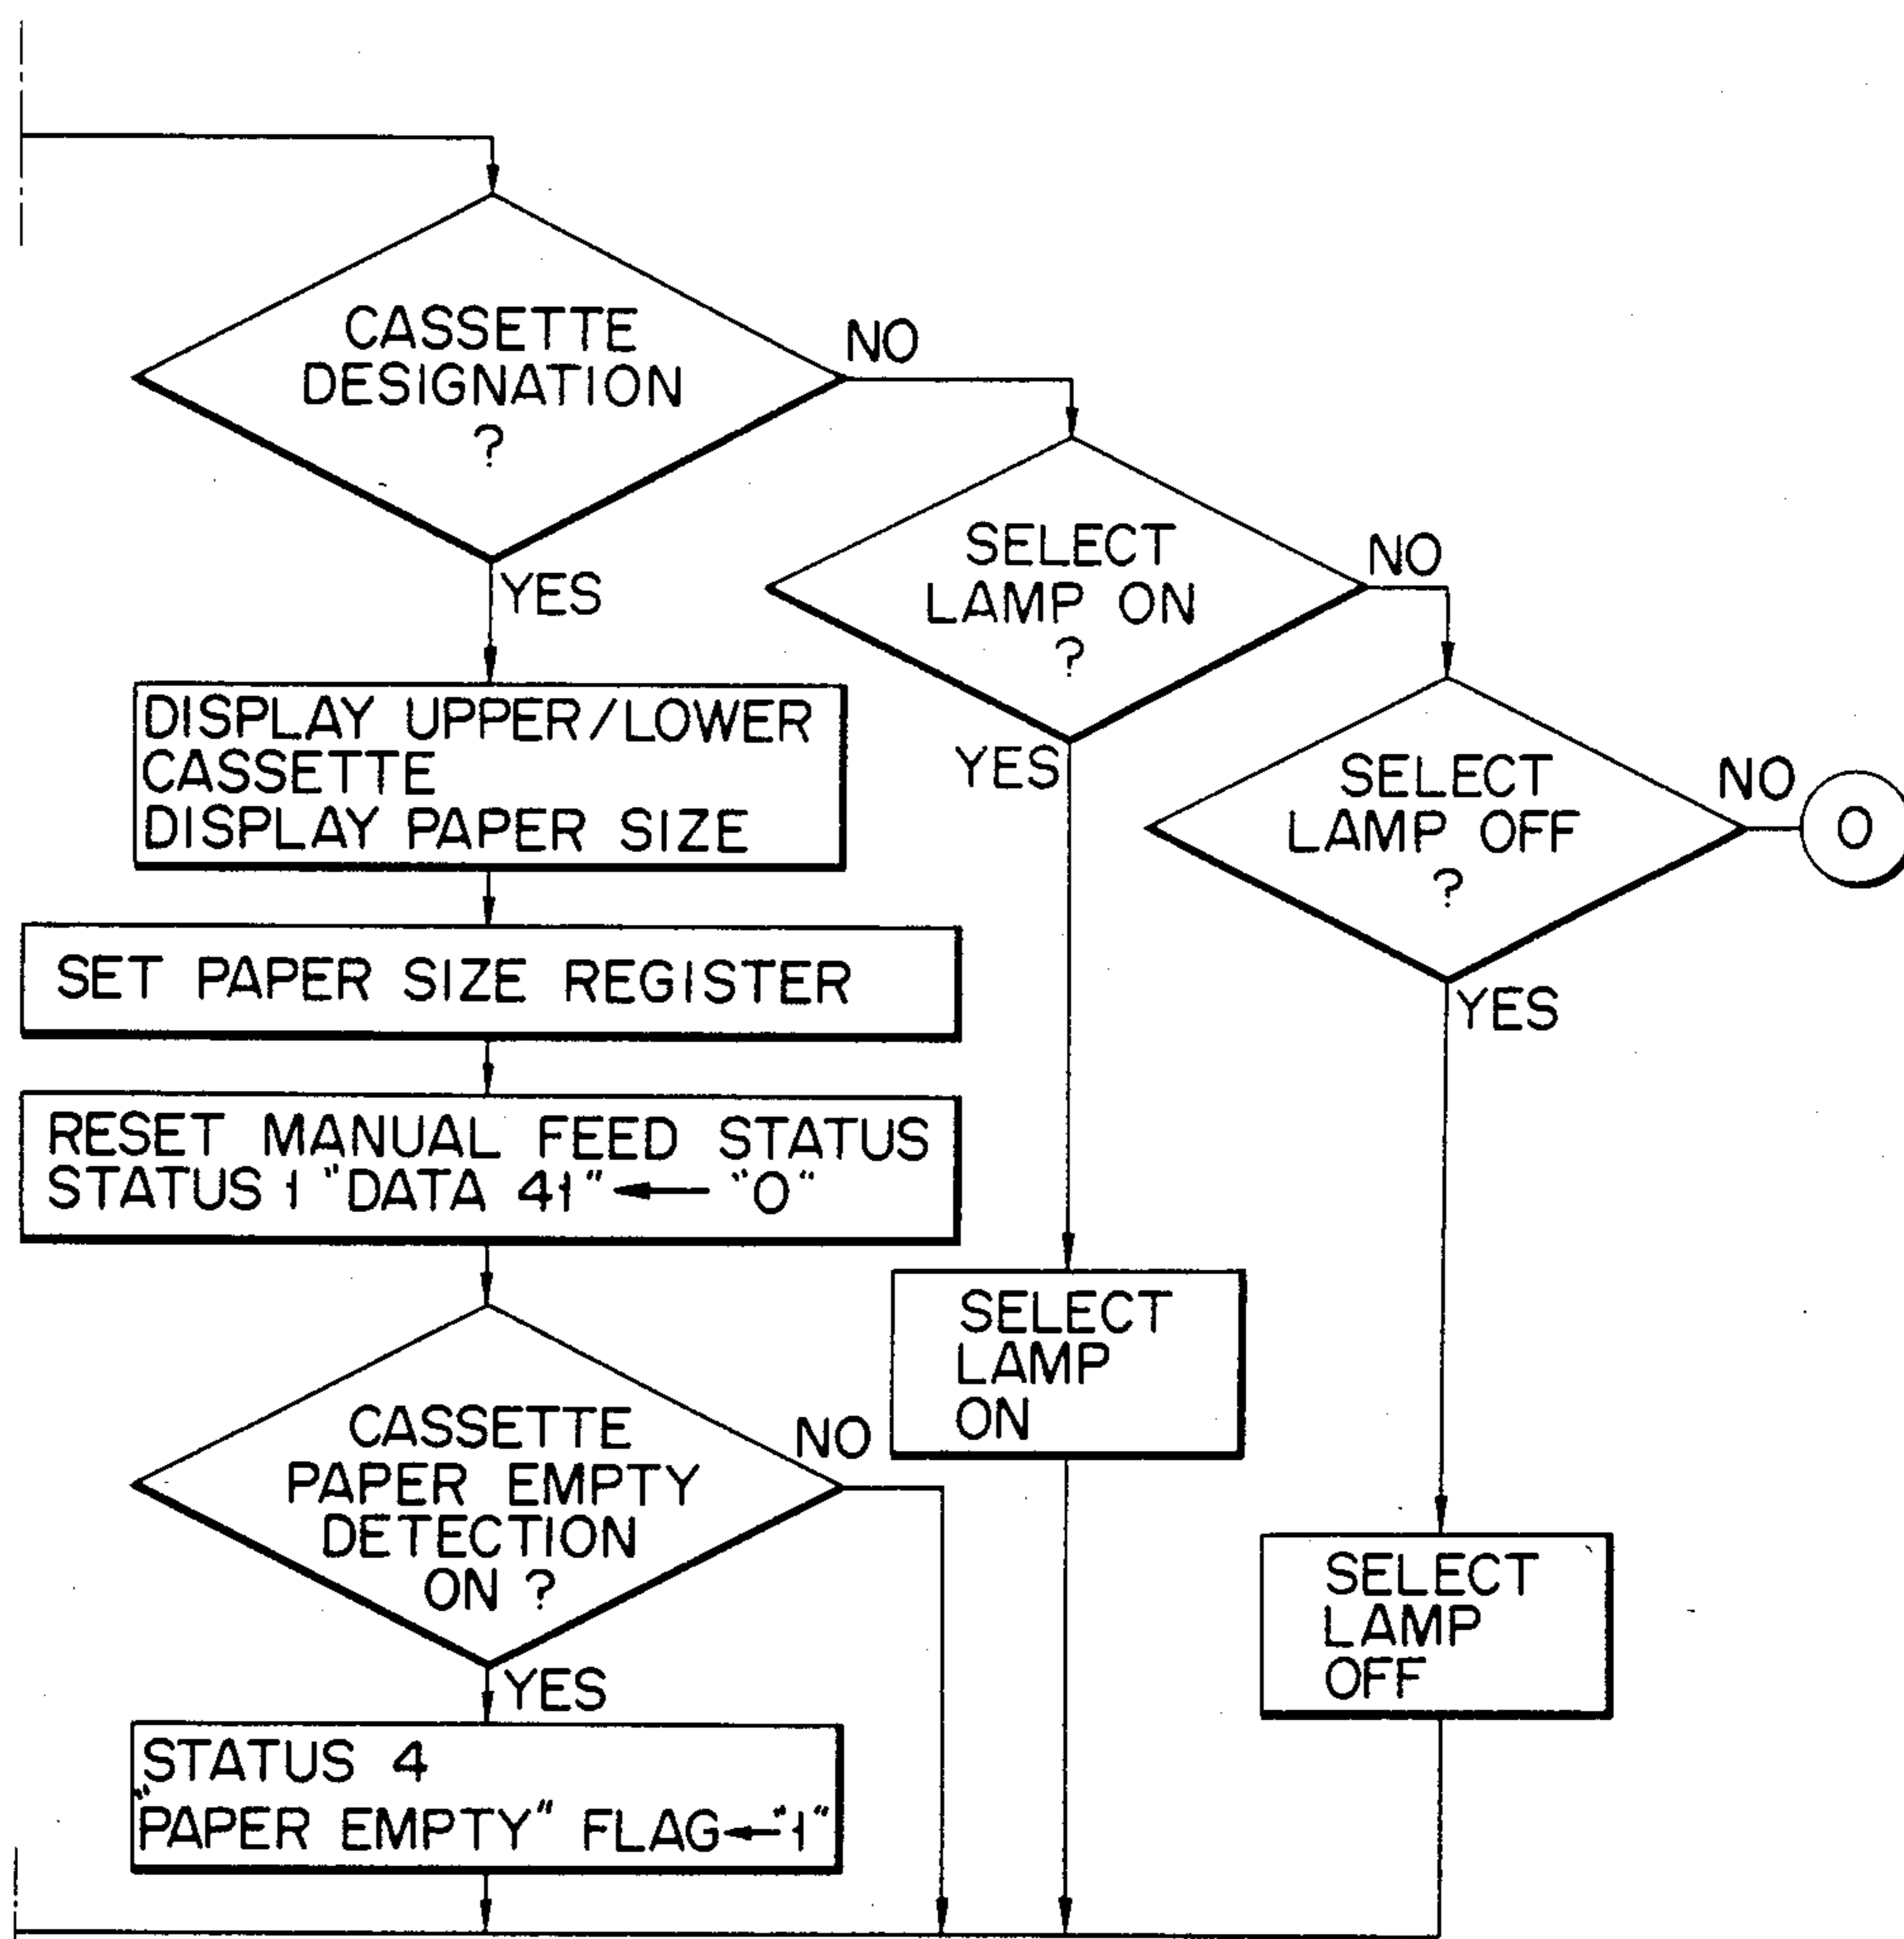 CASSETTE
DESIGNATION
?
NO
YES
SELECT
LAMP ON
?
NO
YES
SELECT
LAMP OFF
?
NO
O
YES
DISPLAY UPPER/LOWER
CASSETTE
DISPLAY PAPER SIZE
SET PAPER SIZE REGISTER
RESET MANUAL FEED STATUS
STATUS 1 "DATA 41" ← "0"
CASSETTE
PAPER EMPTY
DETECTION
ON ?
NO
YES
SELECT
LAMP
ON
SELECT
LAMP
OFF
STATUS 4
"PAPER EMPTY" FLAG ← "1"